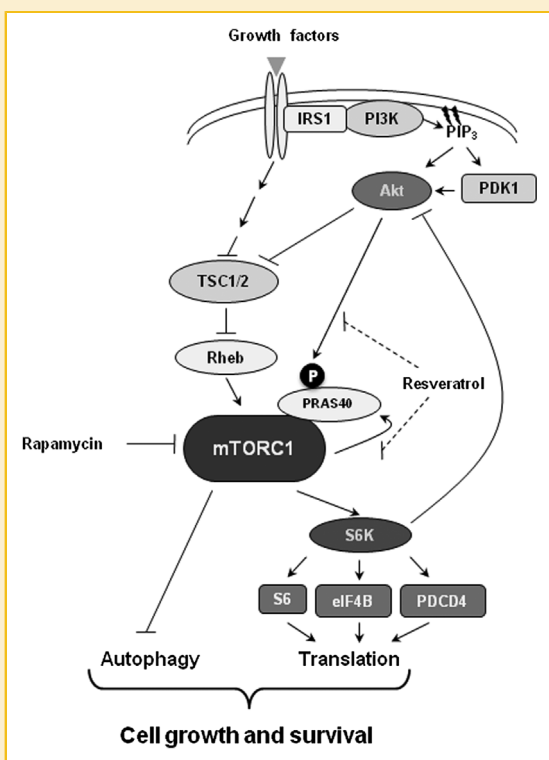 Growth factors
IRS1
PI3K
PIP3
Akt
PDK1
TSC1/2
Rheb
P
PRAS40
Resveratrol
Rapamycin
mTORC1
S6K
S6
eIF4B
PDCD4
Autophagy
Translation
Cell growth and survival